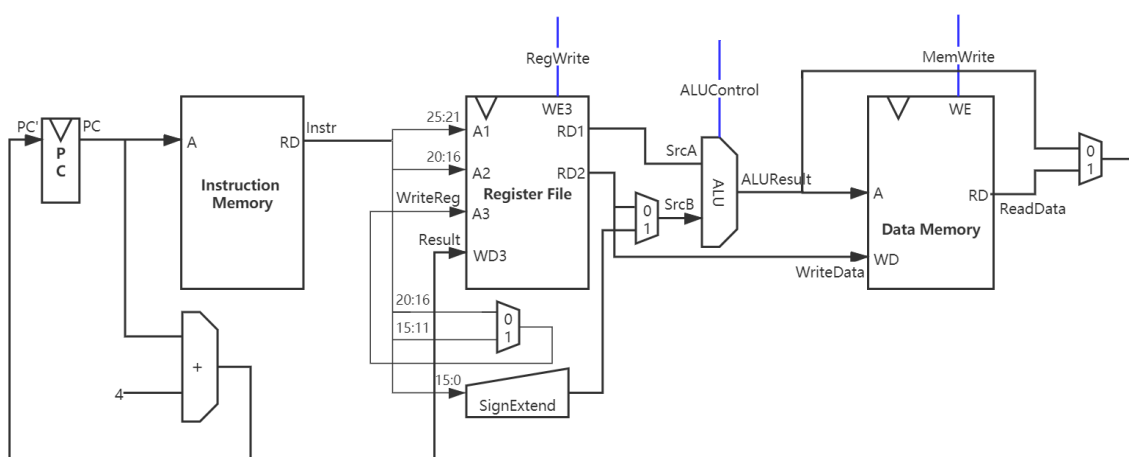 PC'
PC
P
C
A
RD
Instruction
Memory
Instr
4
+
25:21
20:16
WriteReg
Result
20:16
15:11
15:0
0
1
SignExtend
RegWrite
WE3
A1
RD1
A2
RD2
Register File
A3
WD3
0
1
SrcA
SrcB
ALUControl
ALU
ALUResult
MemWrite
WE
A
RD
Data Memory
WD
WriteData
ReadData
0
1